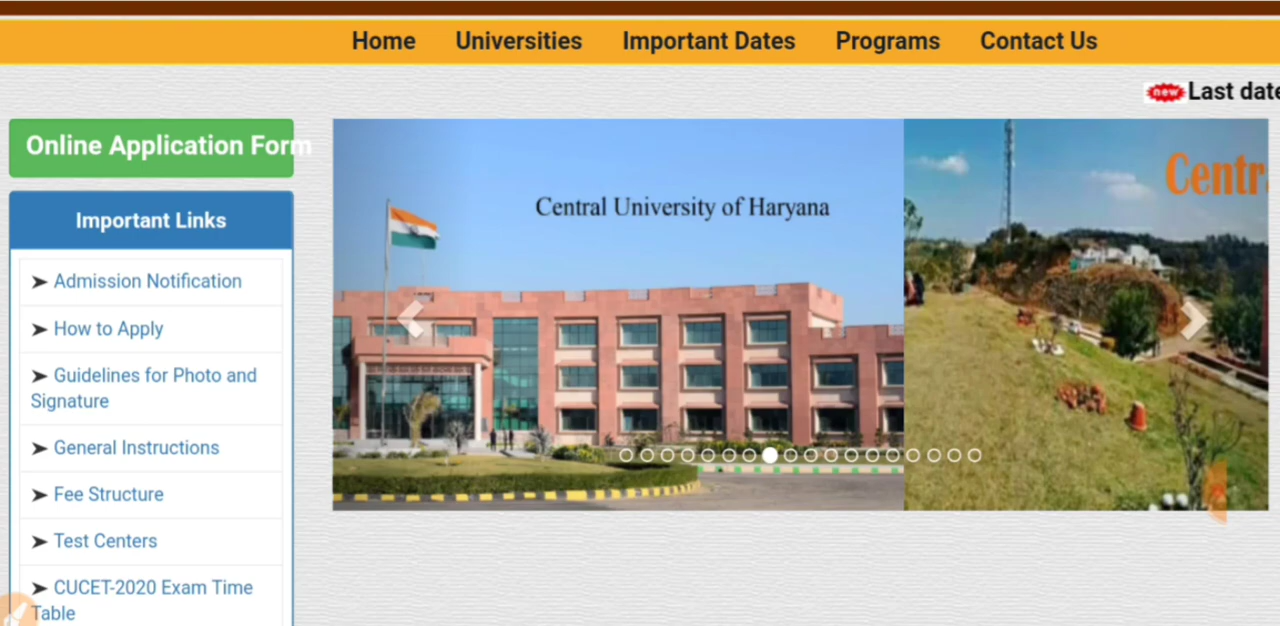 Home Universities Important Dates Programs Contact Us
new Last date
Online Application Form
Important Links
➤ Admission Notification
➤ How to Apply
➤ Guidelines for Photo and
Signature
➤ General Instructions
➤ Fee Structure
➤ Test Centers
➤ CUCET-2020 Exam Time
Table
Central University of Haryana
Centr